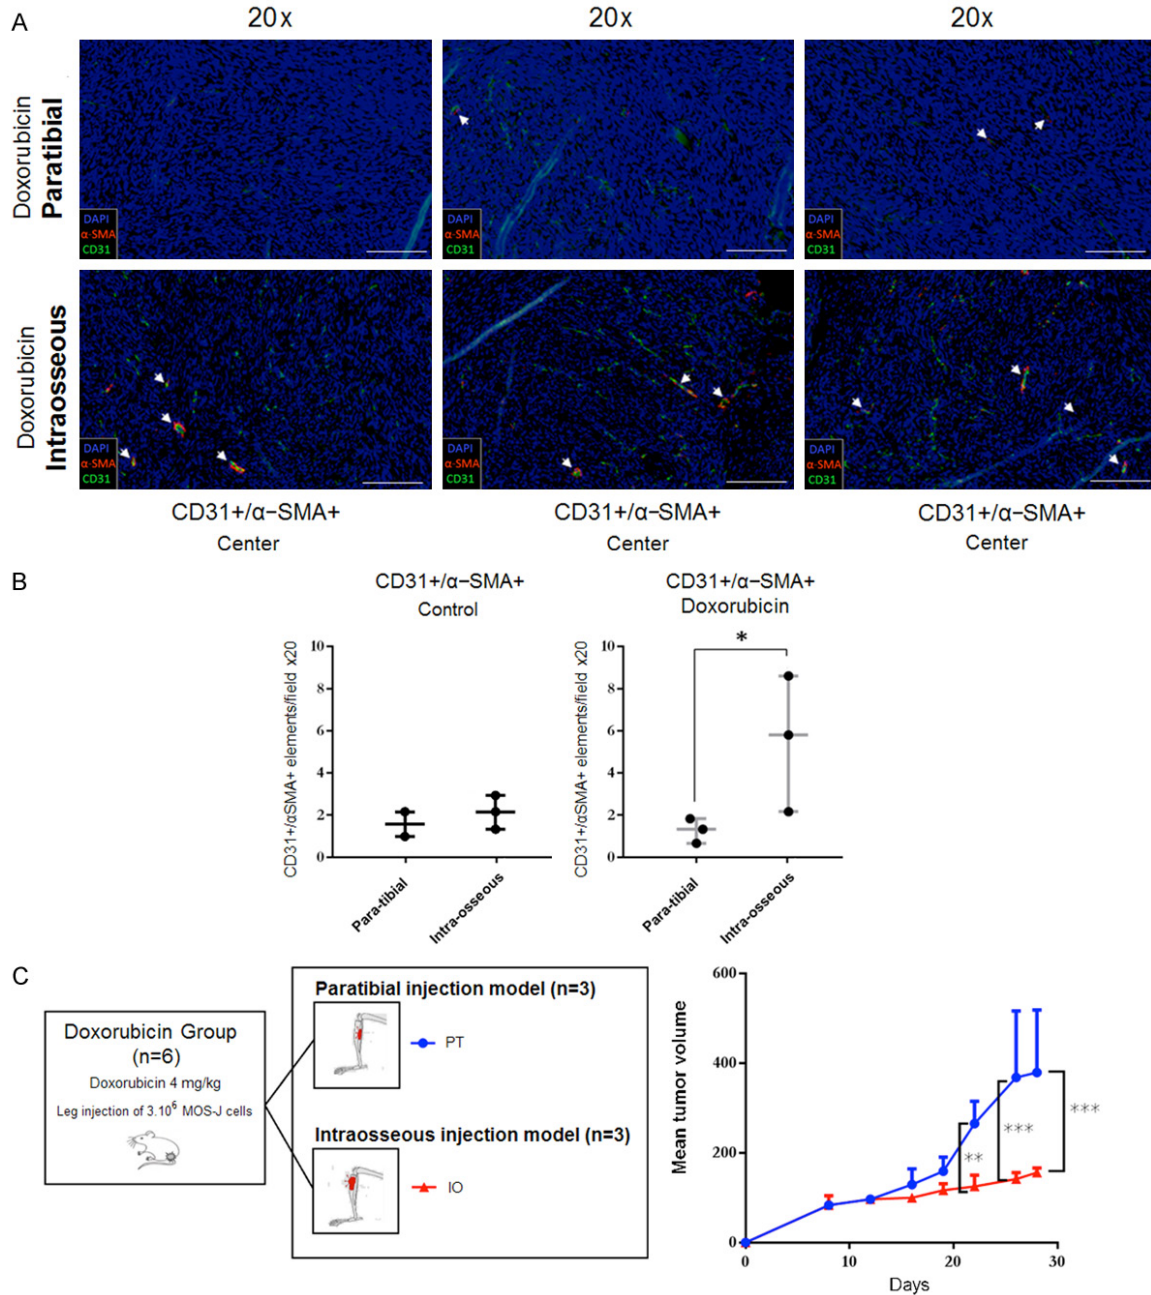 A
20x
20x
20x
Doxorubicin
Paratibial
DAPI
α-SMA
CD31
DAPI
α-SMA
CD31
DAPI
α-SMA
CD31
Doxorubicin
Intraosseous
DAPI
α-SMA
CD31
DAPI
α-SMA
CD31
DAPI
α-SMA
CD31
CD31+/α−SMA+
Center
CD31+/α−SMA+
Center
CD31+/α−SMA+
Center
B
CD31+/α−SMA+
Control
CD31+/αSMA+ elements/field x20
10
8
6
4
2
0
Para-tibial
Intra-osseous
CD31+/α−SMA+
Doxorubicin
CD31+/αSMA+ elements/field x20
10
8
6
4
2
0
*
Para-tibial
Intra-osseous
C
Doxorubicin Group
(n=6)
Doxorubicin 4 mg/kg
Leg injection of 3.10⁶ MOS-J cells
Paratibial injection model (n=3)
PT
Intraosseous injection model (n=3)
IO
Mean tumor volume
600
400
200
0
**
***
***
0
10
20
30
Days